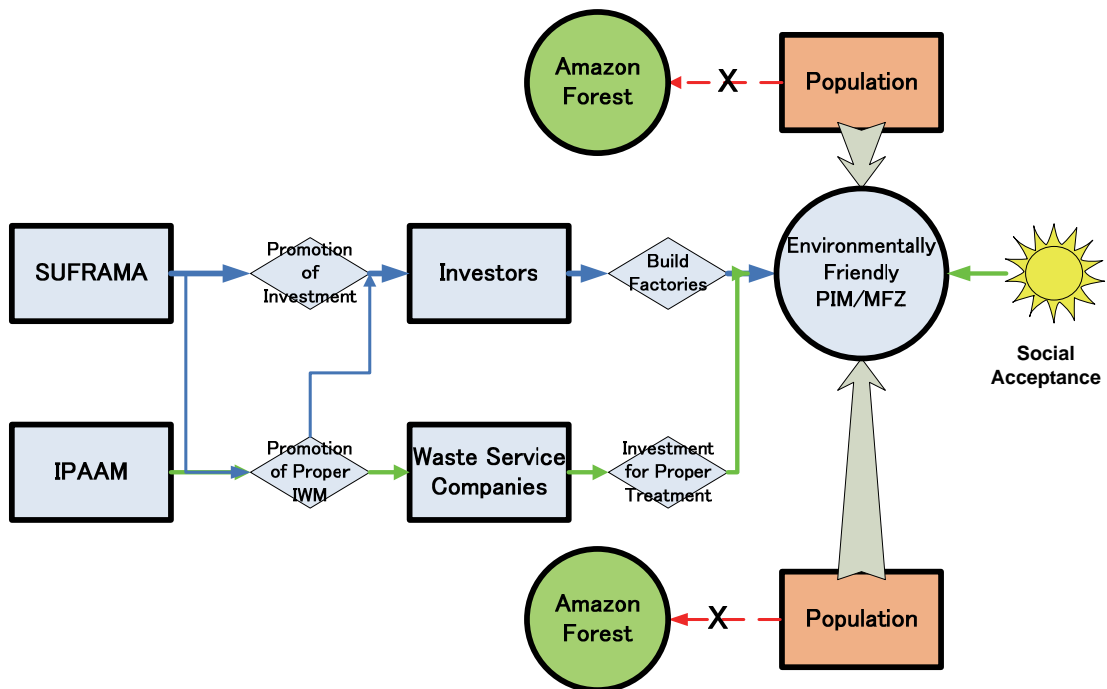 Amazon
Forest
X
Population
SUFRAMA
Promotion
of
Investment
Investors
Build
Factories
Environmentally
Friendly
PIM/MFZ
Social
Acceptance
IPAAM
Promotion
of Proper
IWM
Waste Service
Companies
Investment
for Proper
Treatment
Amazon
Forest
X
Population